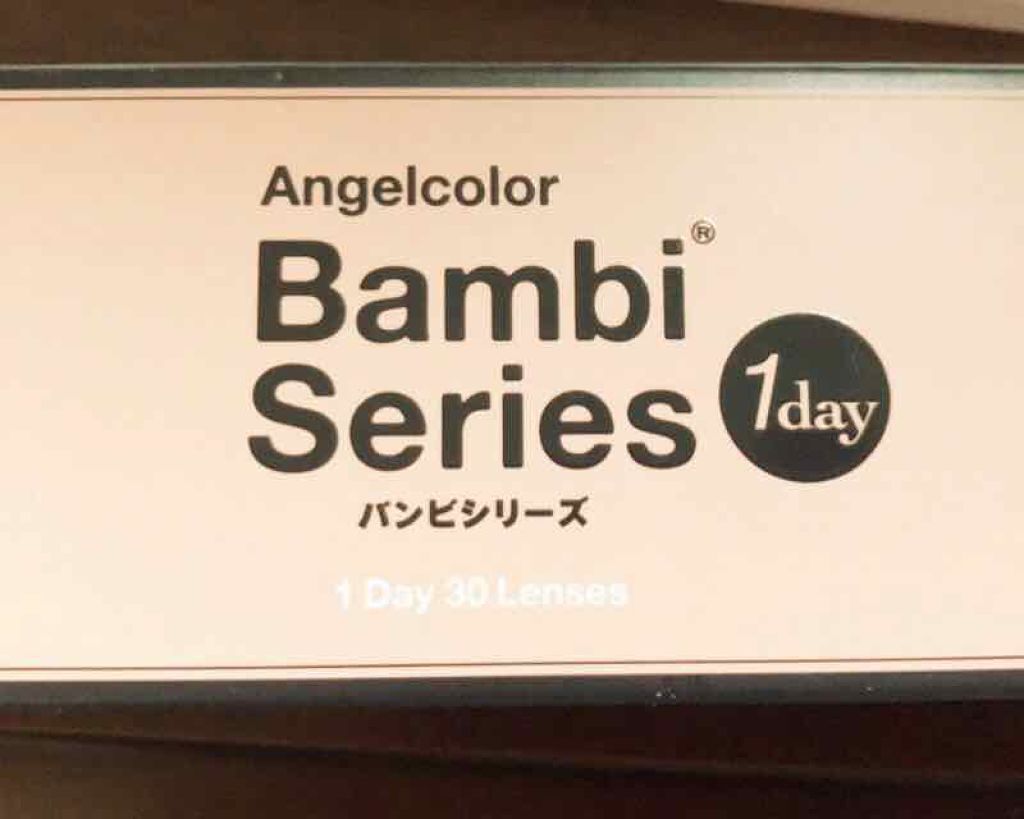 Angelcolor
Bambi®
Series 1day
バンビシリーズ
1 Day 30 Lenses